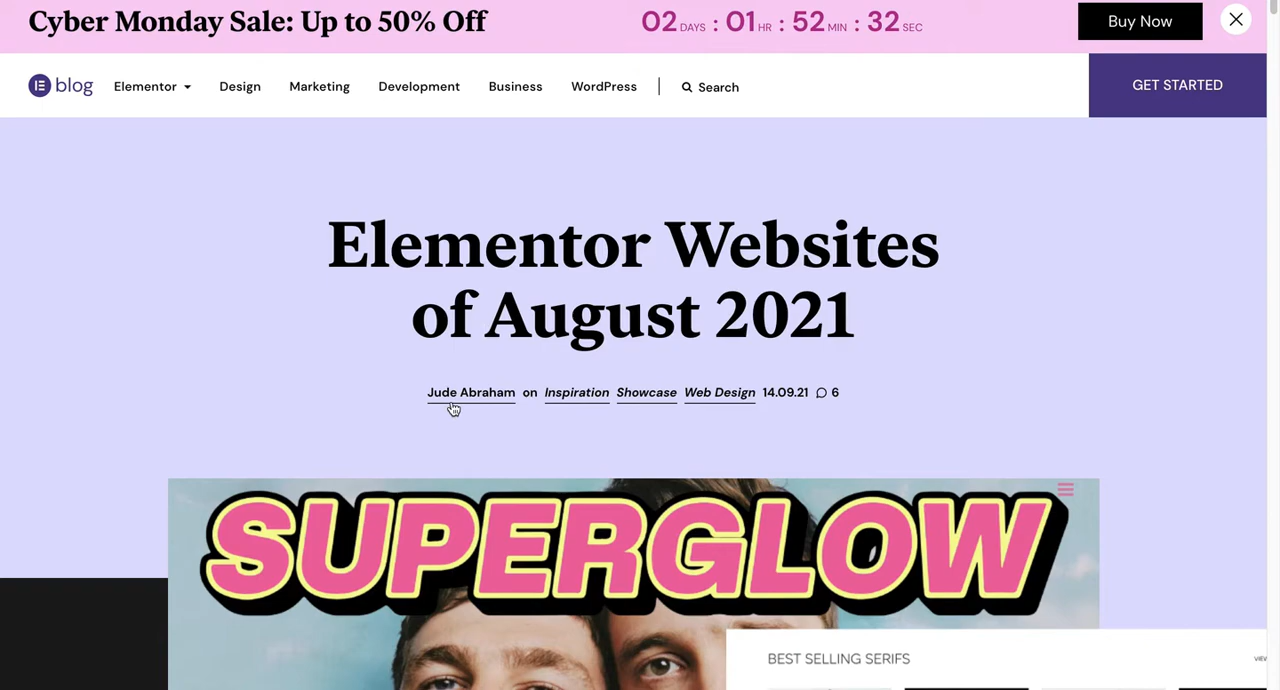 Cyber Monday Sale: Up to 50% Off
02 DAYS : 01 HR : 52 MIN : 32 SEC
Buy Now
blog Elementor Design Marketing Development Business WordPress Search
GET STARTED
Elementor Websites
of August 2021
Jude Abraham on Inspiration Showcase Web Design 14.09.21 6
SUPERGLOW
BEST SELLING SERIFS